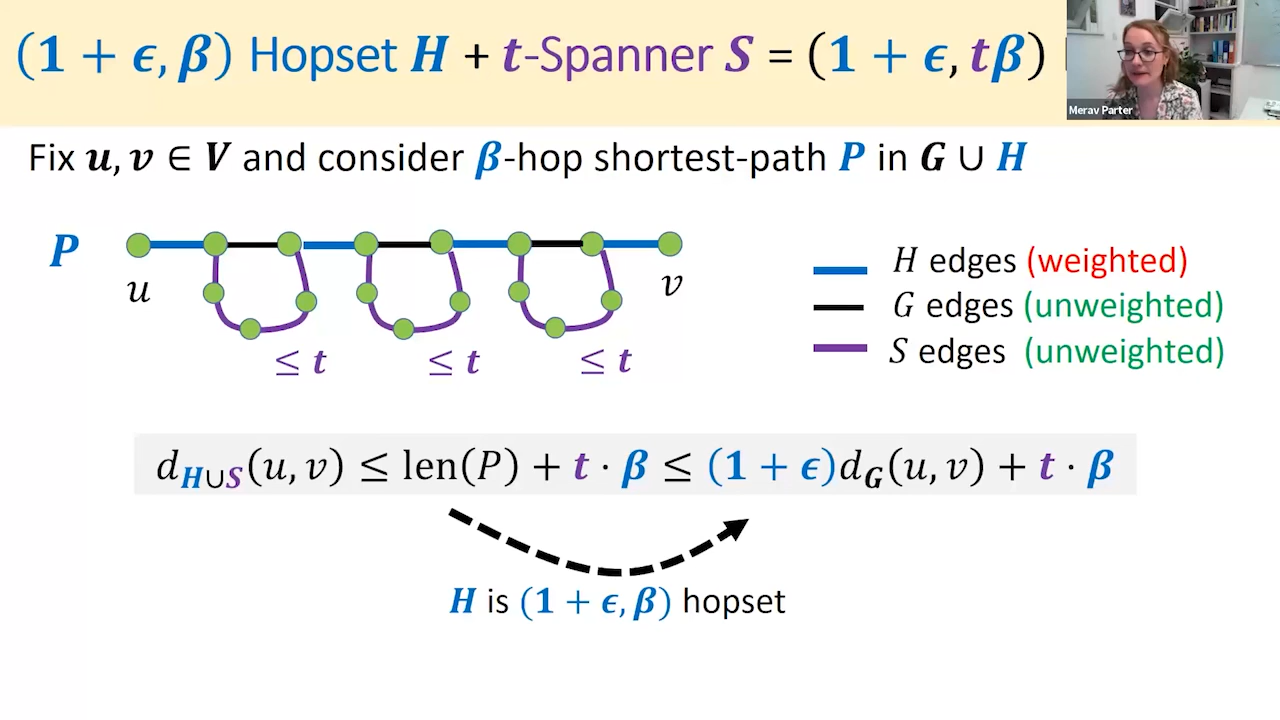 (1 + ϵ, β) Hopset H + t-Spanner S = (1 + ϵ, tβ)
Merav Parter
Fix u, v ∈ V and consider β-hop shortest-path P in G ∪ H
P
u
v
≤ t
≤ t
≤ t
H edges (weighted)
G edges (unweighted)
S edges (unweighted)
d_{H∪S}(u, v) ≤ len(P) + t · β ≤ (1 + ϵ)d_G(u, v) + t · β
H is (1 + ϵ, β) hopset